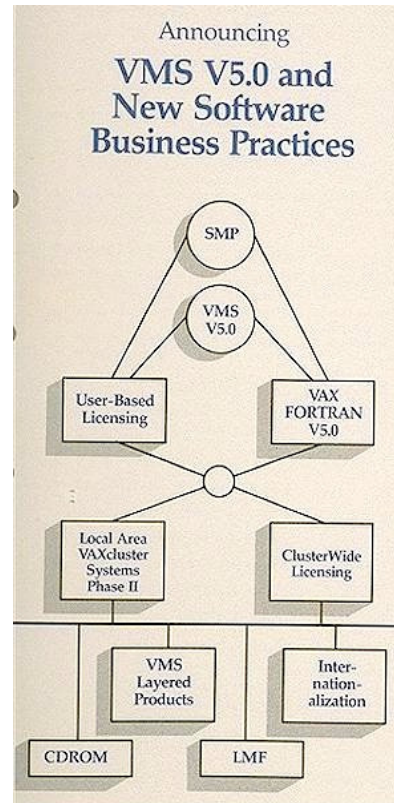 Announcing
VMS V5.0 and
New Software
Business Practices
SMP
VMS
V5.0
User-Based
Licensing
VAX
FORTRAN
V5.0
Local Area
VAXcluster
Systems
Phase II
ClusterWide
Licensing
VMS
Layered
Products
Inter-
nation-
alization
CDROM
LMF